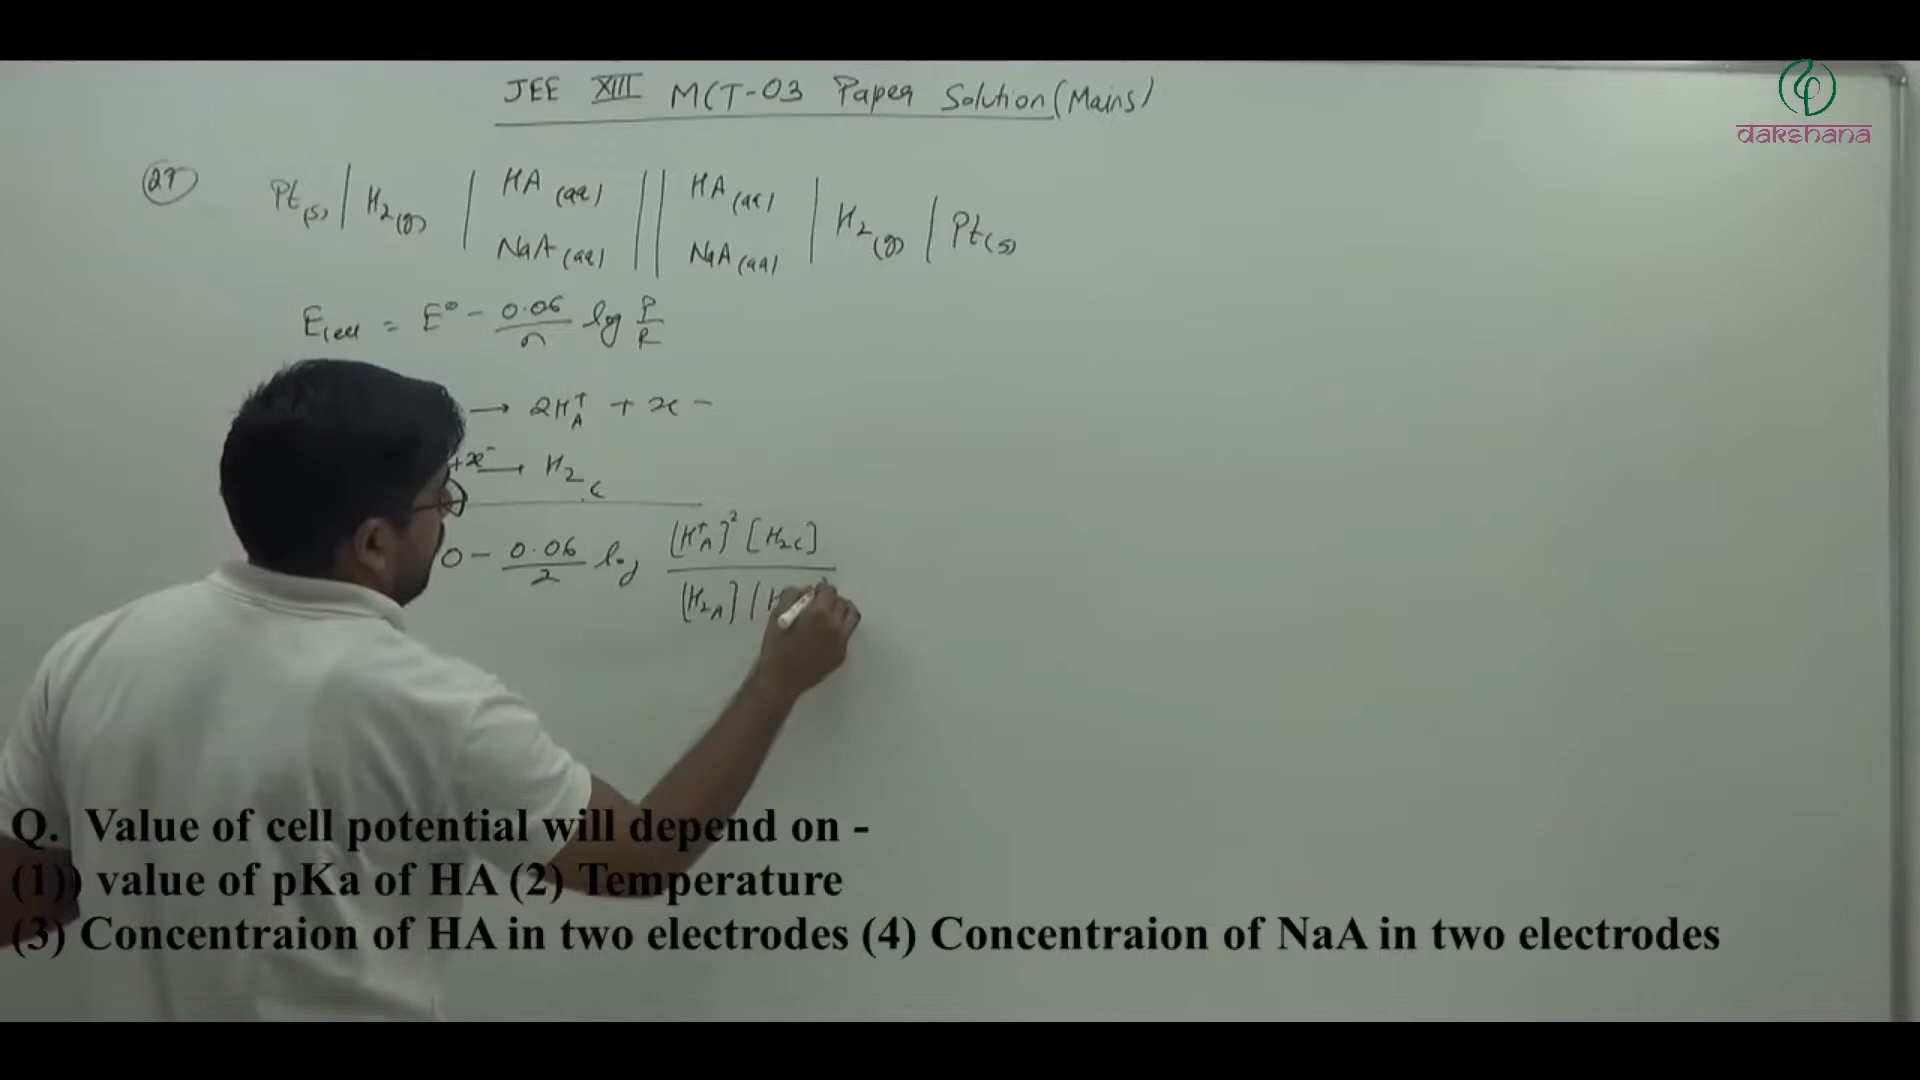 JEE XIII MCT-03 Paper Solution (Mains)
dakshana
27 Pt(s) | H2(g) | HA (aq) NaA (aq) || HA (aq) NaA (aq) | H2(g) | Pt(s)
Ecell = E° - 0.06/n log P/R
→ 2H+A + 2e -
+2e- → H2 C
0 - 0.06/2 log [H+A]² [H2C] / [H2A] [H
Q. Value of cell potential will depend on -
(1)) value of pKa of HA (2) Temperature
(3) Concentraion of HA in two electrodes (4) Concentraion of NaA in two electrodes